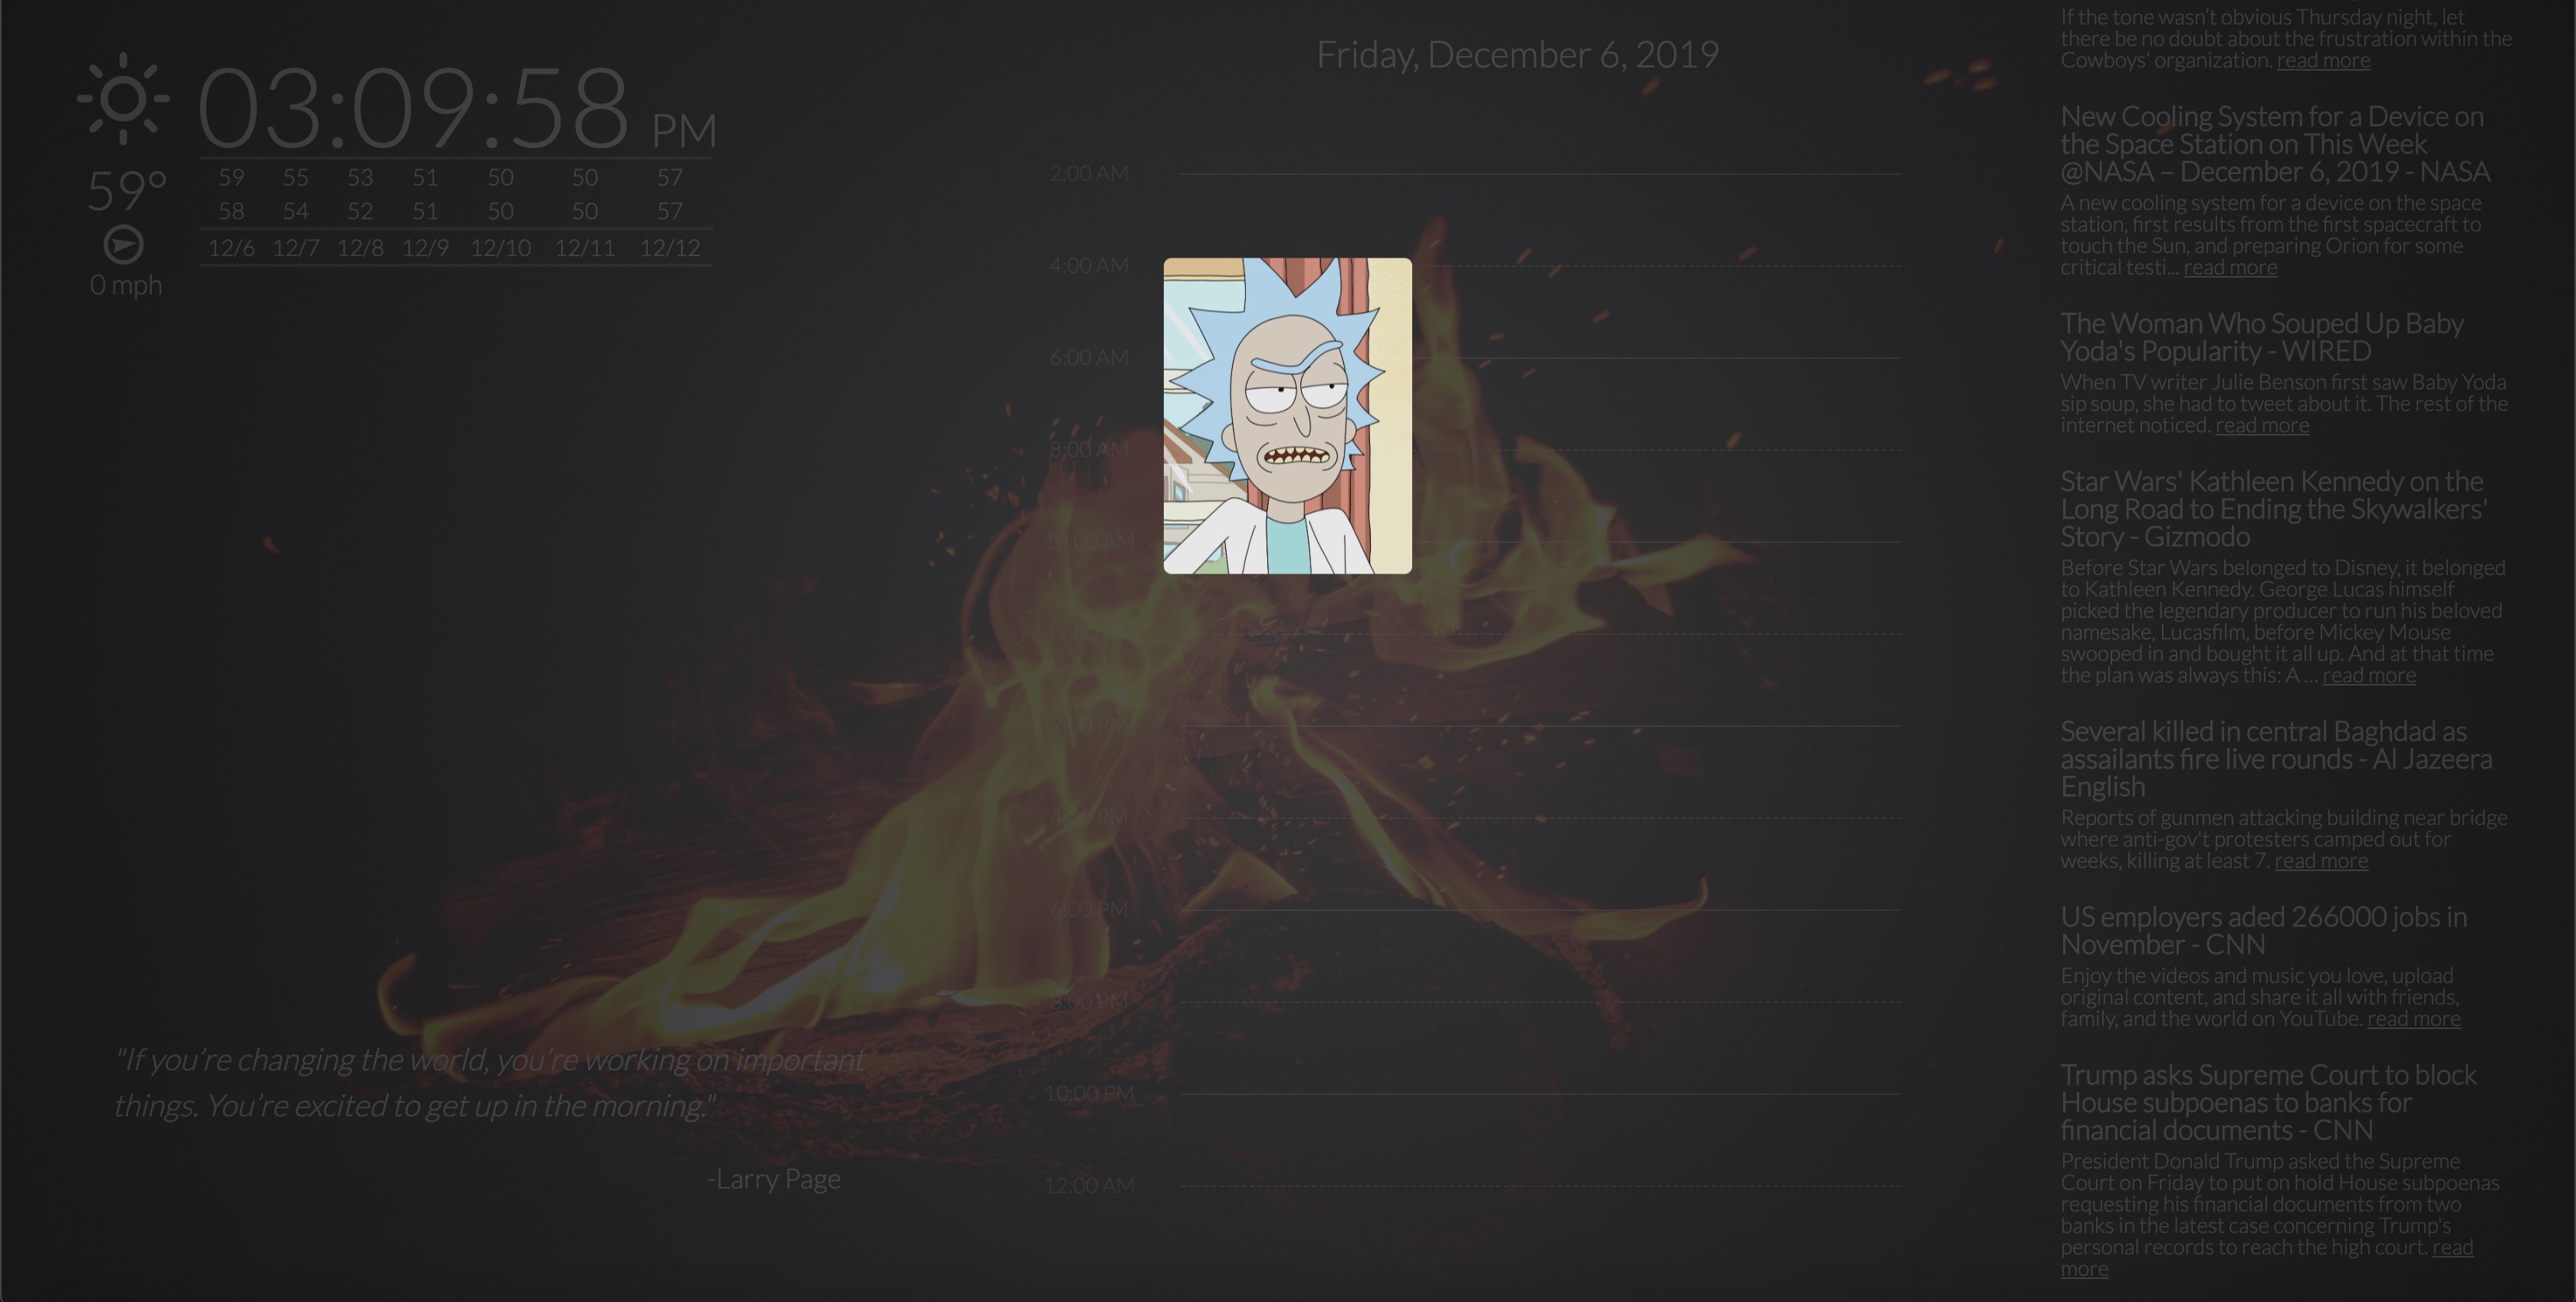 03:09:58 PM
59°
0 mph
59 55 53 51 50 50 57
58 54 52 51 50 50 57
12/6 12/7 12/8 12/9 12/10 12/11 12/12
"If you're changing the world, you're working on important
things. You're excited to get up in the morning."
-Larry Page
Friday, December 6, 2019
2:00 AM
4:00 AM
6:00 AM
8:00 AM
10:00 AM
12:00 PM
2:00 PM
4:00 PM
6:00 PM
8:00 PM
10:00 PM
12:00 AM
If the tone wasn't obvious Thursday night, let
there be no doubt about the frustration within the
Cowboys' organization. read more
New Cooling System for a Device on
the Space Station on This Week
@NASA – December 6, 2019 - NASA
A new cooling system for a device on the space
station, first results from the first spacecraft to
touch the Sun, and preparing Orion for some
critical testi... read more
The Woman Who Souped Up Baby
Yoda's Popularity - WIRED
When TV writer Julie Benson first saw Baby Yoda
sip soup, she had to tweet about it. The rest of the
internet noticed. read more
Star Wars' Kathleen Kennedy on the
Long Road to Ending the Skywalkers'
Story - Gizmodo
Before Star Wars belonged to Disney, it belonged
to Kathleen Kennedy. George Lucas himself
picked the legendary producer to run his beloved
namesake, Lucasfilm, before Mickey Mouse
swooped in and bought it all up. And at that time
the plan was always this: A ... read more
Several killed in central Baghdad as
assailants fire live rounds - Al Jazeera
English
Reports of gunmen attacking building near bridge
where anti-gov't protesters camped out for
weeks, killing at least 7. read more
US employers aded 266000 jobs in
November - CNN
Enjoy the videos and music you love, upload
original content, and share it all with friends,
family, and the world on YouTube. read more
Trump asks Supreme Court to block
House subpoenas to banks for
financial documents - CNN
President Donald Trump asked the Supreme
Court on Friday to put on hold House subpoenas
requesting his financial documents from two
banks in the latest case concerning Trump's
personal records to reach the high court. read
more